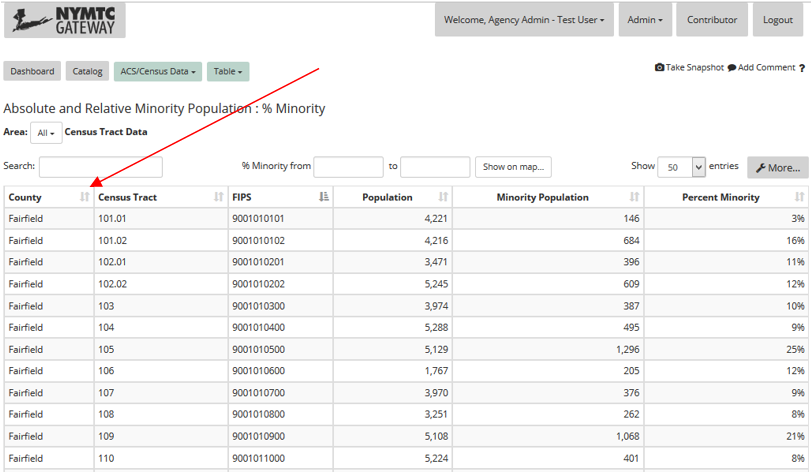 NYMTC
GATEWAY
Welcome, Agency Admin - Test User Admin Contributor Logout
Dashboard Catalog ACS/Census Data Table Take Snapshot Add Comment ?
Absolute and Relative Minority Population : % Minority
Area: All Census Tract Data
Search: % Minority from to Show on map... Show 50 entries More...
County Census Tract FIPS Population Minority Population Percent Minority
Fairfield 101.01 9001010101 4,221 146 3%
Fairfield 101.02 9001010102 4,216 684 16%
Fairfield 102.01 9001010201 3,471 396 11%
Fairfield 102.02 9001010202 5,245 609 12%
Fairfield 103 9001010300 3,974 387 10%
Fairfield 104 9001010400 5,288 495 9%
Fairfield 105 9001010500 5,129 1,296 25%
Fairfield 106 9001010600 1,767 205 12%
Fairfield 107 9001010700 3,970 376 9%
Fairfield 108 9001010800 3,251 262 8%
Fairfield 109 9001010900 5,108 1,068 21%
Fairfield 110 9001011000 5,224 401 8%